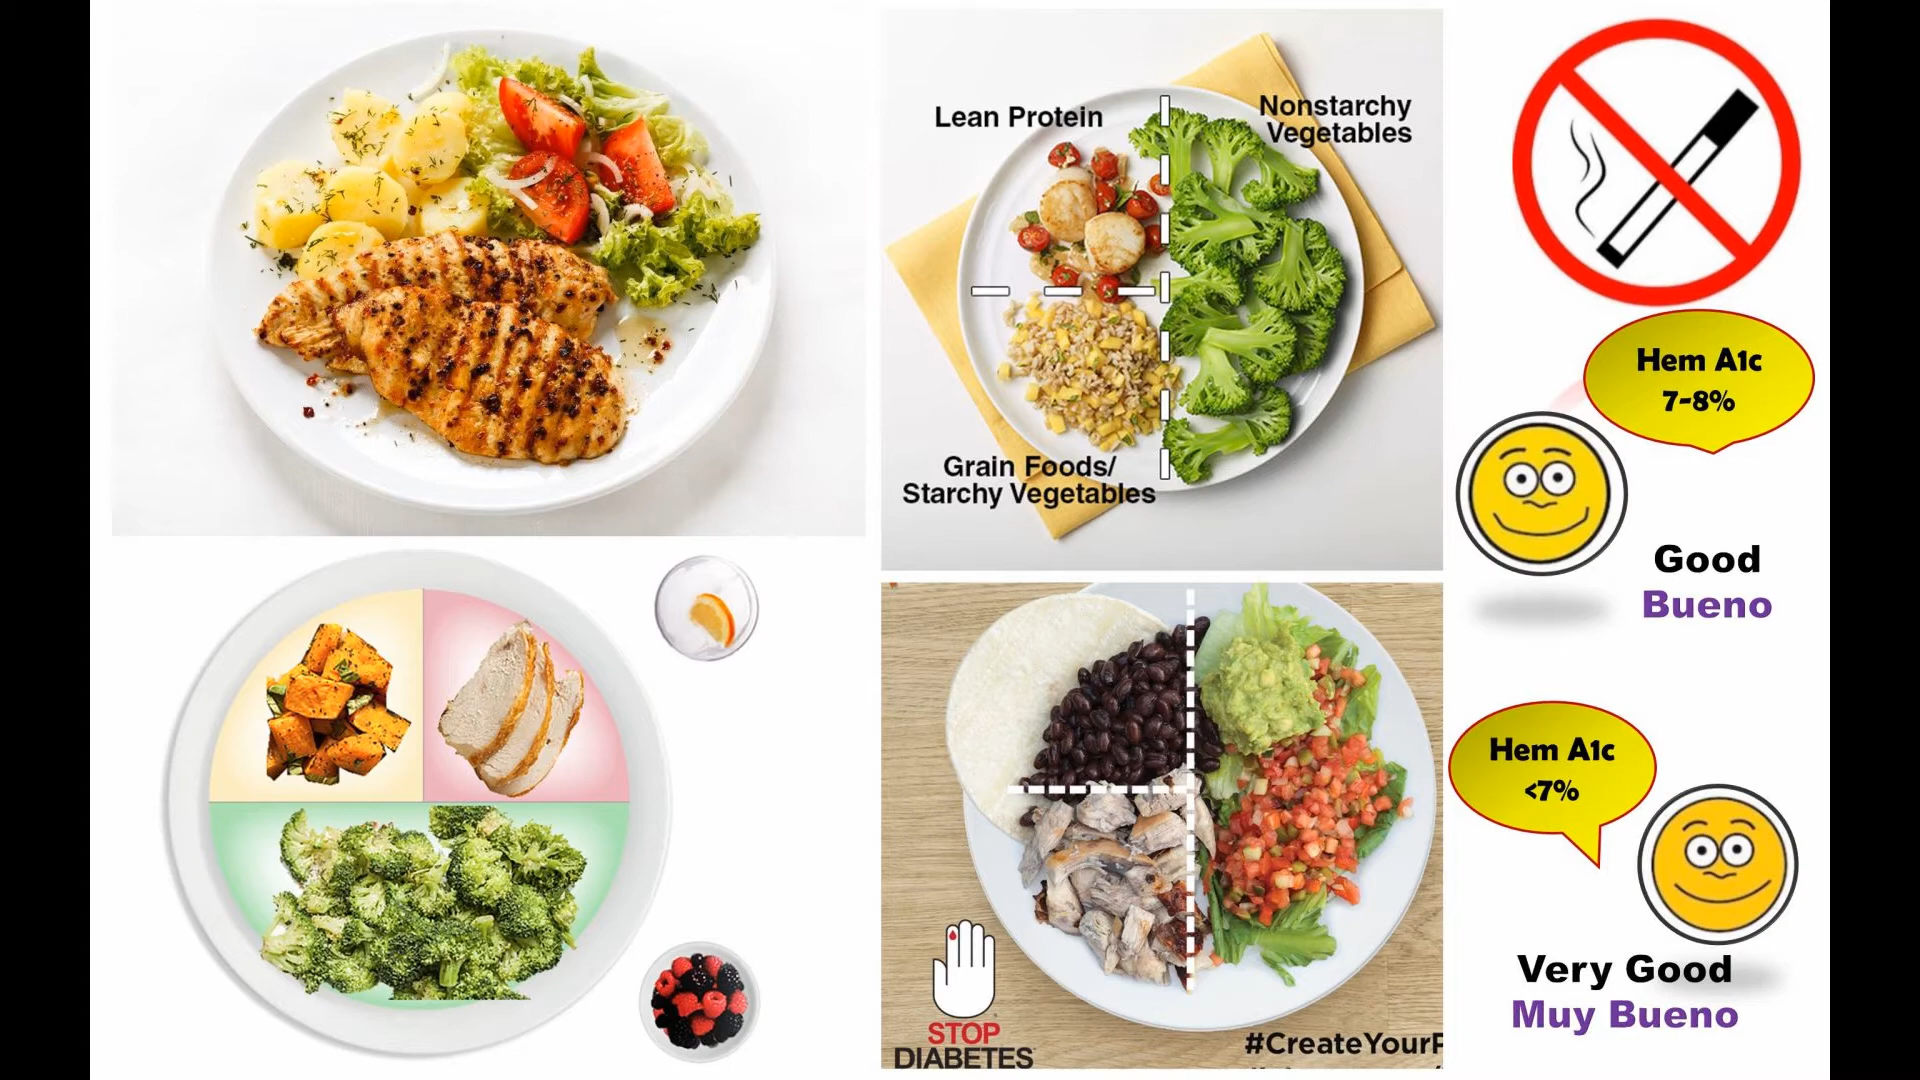 Lean Protein
Nonstarchy
Vegetables
Grain Foods/
Starchy Vegetables
Hem A1c
7-8%
Good
Bueno
Hem A1c
<7%
Very Good
Muy Bueno
STOP
DIABETES
#CreateYourP